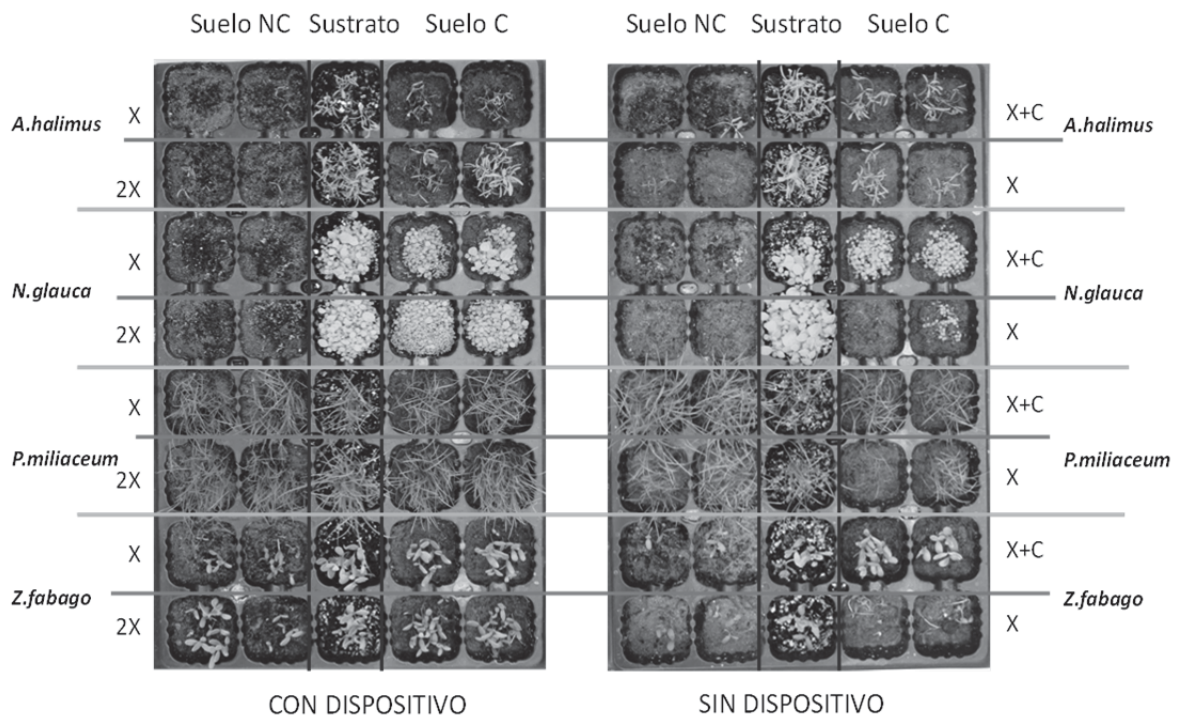 Suelo NC Sustrato Suelo C Suelo NC Sustrato Suelo C
A.halimus X X+C A.halimus
2X X
N.glauca X X+C N.glauca
2X X
X X+C
P.miliaceum 2X X P.miliaceum
X X+C
Z.fabago 2X X Z.fabago
CON DISPOSITIVO SIN DISPOSITIVO